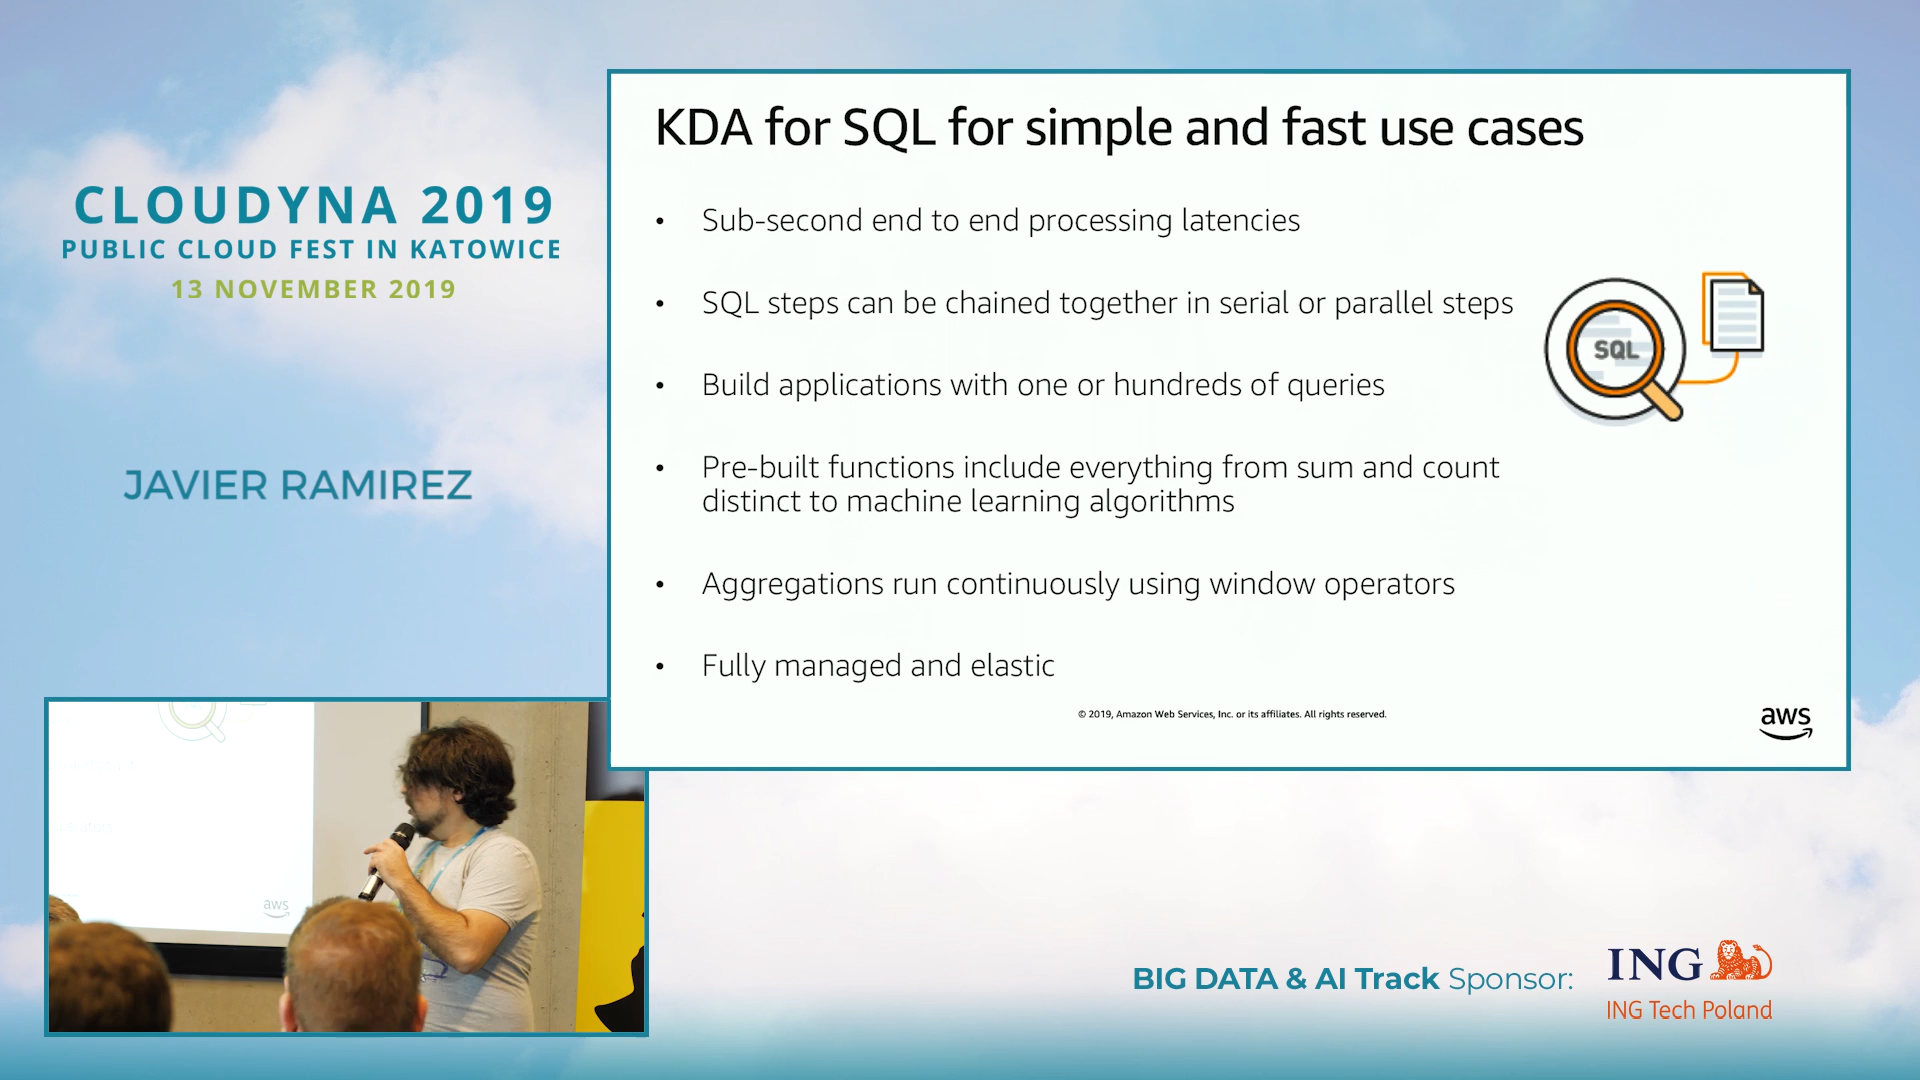 CLOUDYNA 2019
PUBLIC CLOUD FEST IN KATOWICE
13 NOVEMBER 2019
JAVIER RAMIREZ
KDA for SQL for simple and fast use cases
• Sub-second end to end processing latencies
• SQL steps can be chained together in serial or parallel steps
• Build applications with one or hundreds of queries
• Pre-built functions include everything from sum and count
distinct to machine learning algorithms
• Aggregations run continuously using window operators
• Fully managed and elastic
SQL
© 2019, Amazon Web Services, Inc. or its affiliates. All rights reserved.
aws
aws
BIG DATA & AI Track Sponsor:
ING
ING Tech Poland